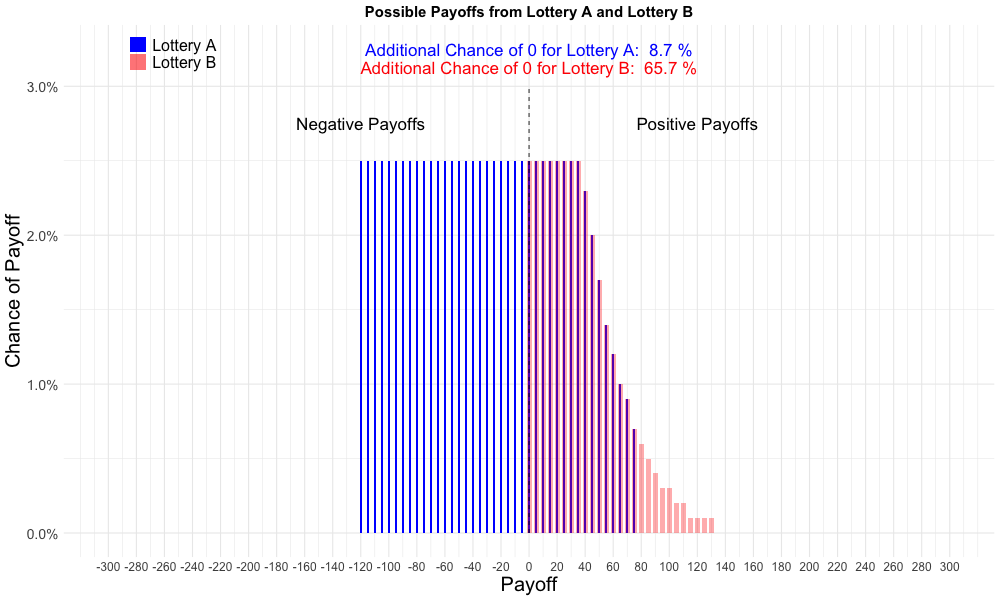 Possible Payoffs from Lottery A and Lottery B
Lottery A
Lottery B
Additional Chance of 0 for Lottery A:  8.7 %
Additional Chance of 0 for Lottery B:  65.7 %
Negative Payoffs
Positive Payoffs
Chance of Payoff
3.0%
2.0%
1.0%
0.0%
-300 -280 -260 -240 -220 -200 -180 -160 -140 -120 -100 -80 -60 -40 -20 0 20 40 60 80 100 120 140 160 180 200 220 240 260 280 300
Payoff